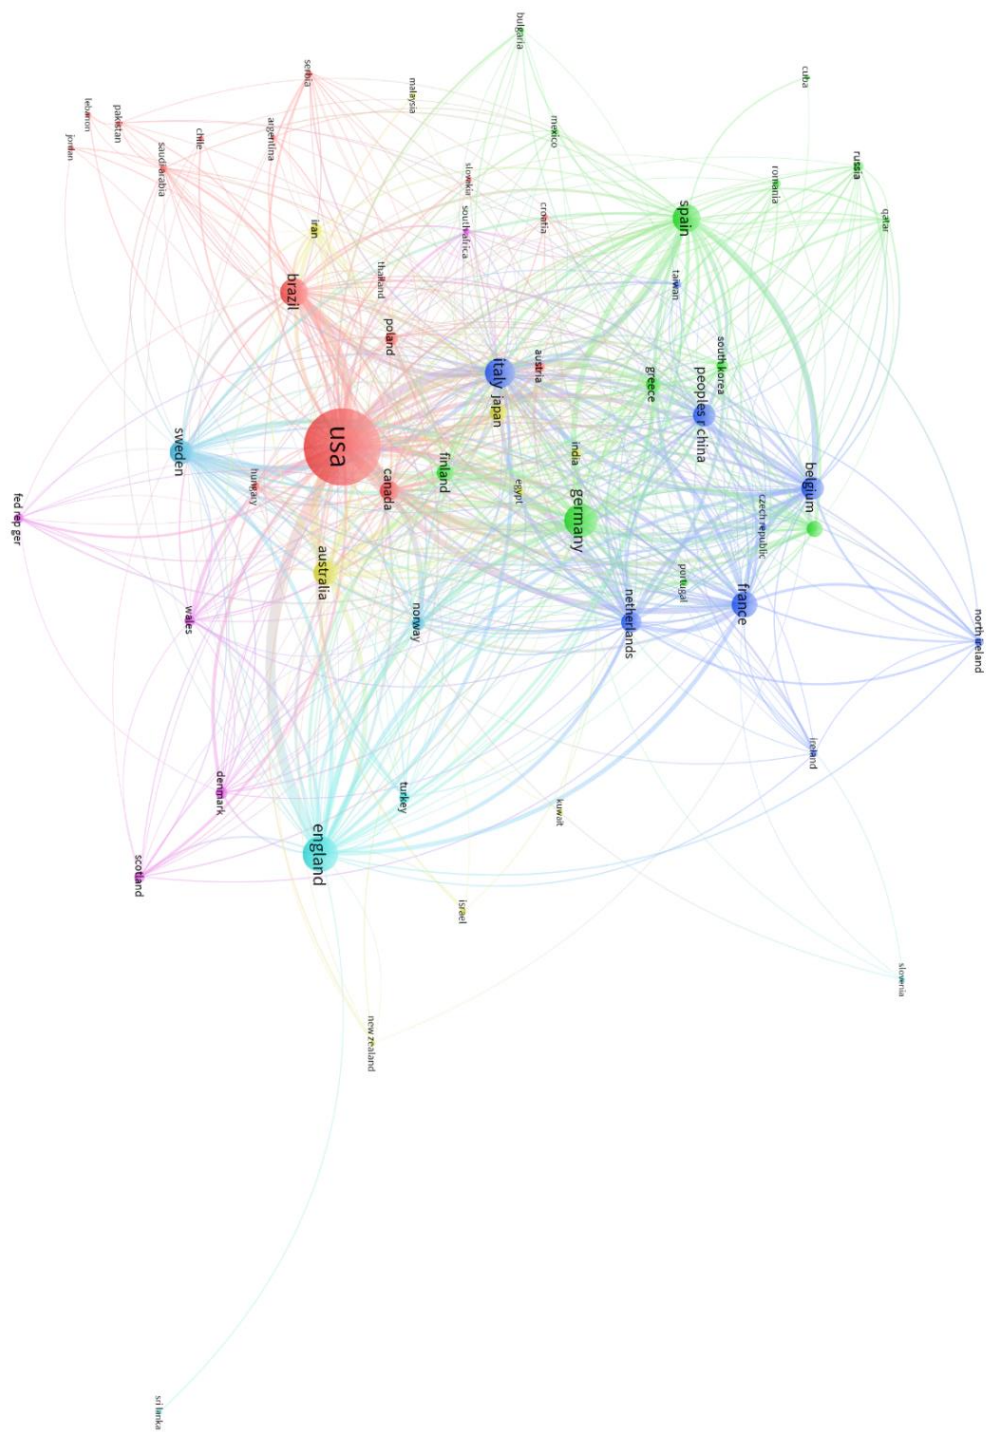 north ireland
slovenia
qatar
russia
ireland
belgium
cuba
romania
czech republic
france
south korea
peoples r china
spain
portugal
taiwan
greece
netherlands
germany
india
kuwait
mexico
croatia
austria
bulgaria
egypt
italy
japan
slovakia
south africa
israel
finland
norway
malaysia
turkey
poland
canada
thailand
new zealand
usa
australia
england
iran
serbia
brazil
argentina
hungary
denmark
chile
wales
sweden
saudi arabia
sri lanka
scotland
pakistan
lebanon
jordan
fed rep ger